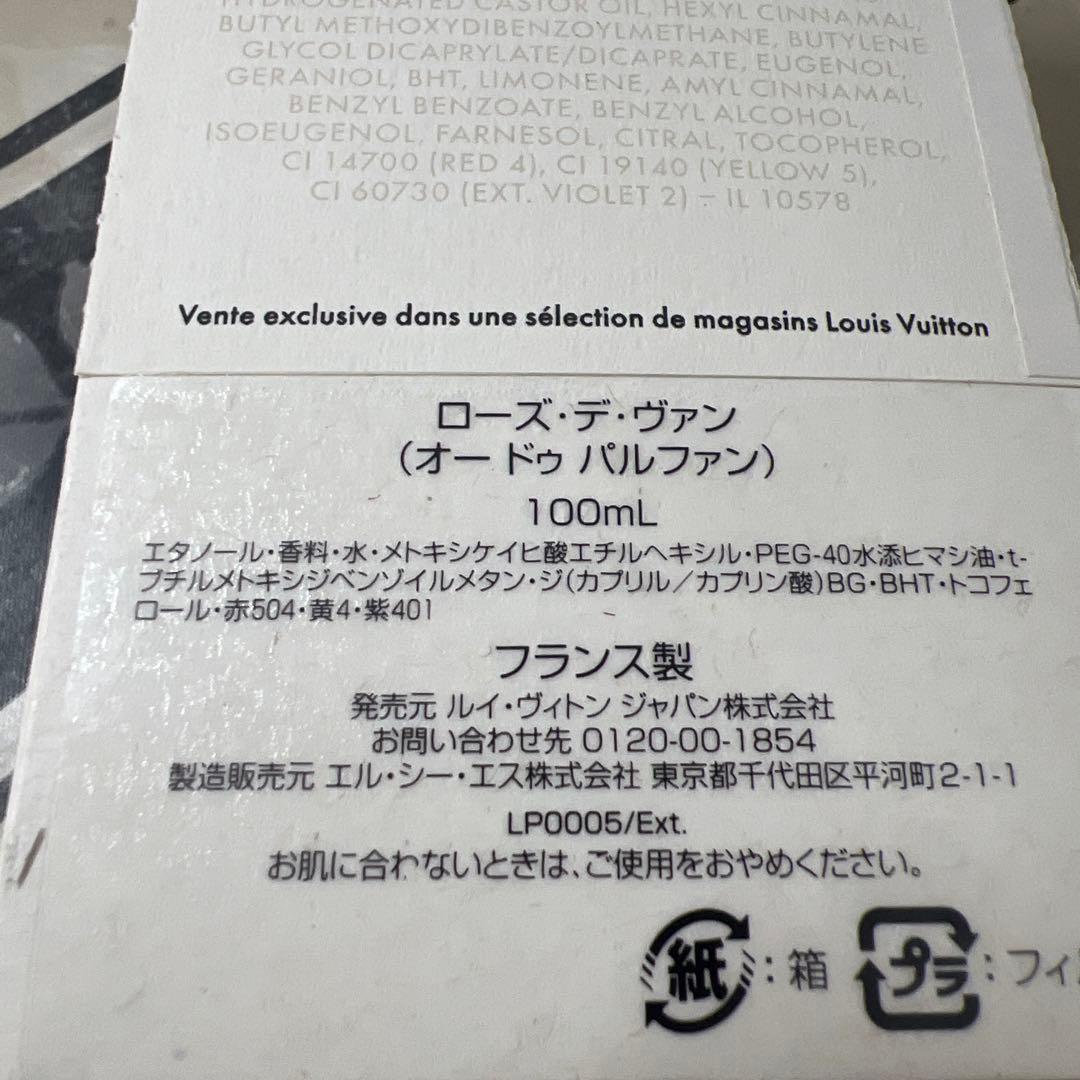 HYDROGENATED CASTOR OIL, HEXYL CINNAMAL,
BUTYL METHOXYDIBENZOYLMETHANE, BUTYLENE
GLYCOL DICAPRYLATE/DICAPRATE, EUGENOL,
GERANIOL, BHT, LIMONENE, AMYL CINNAMAL,
BENZYL BENZOATE, BENZYL ALCOHOL,
ISOEUGENOL, FARNESOL, CITRAL, TOCOPHEROL,
CI 14700 (RED 4), CI 19140 (YELLOW 5),
CI 60730 (EXT. VIOLET 2) – IL 10578
Vente exclusive dans une sélection de magasins Louis Vuitton
ローズ・デ・ヴァン
(オー ドゥ パルファン)
100mL
エタノール・香料・水・メトキシケイヒ酸エチルヘキシル・PEG-40水添ヒマシ油・t-
ブチルメトキシジベンゾイルメタン・ジ(カプリル/カプリン酸)BG・BHT・トコフェ
ロール・赤504・黄4・紫401
フランス製
発売元 ルイ・ヴィトン ジャパン株式会社
お問い合わせ先 0120-00-1854
製造販売元 エル・シー・エス株式会社 東京都千代田区平河町2-1-1
LP0005/Ext.
お肌に合わないときは、ご使用をおやめください。
紙:箱 プラ:フィ